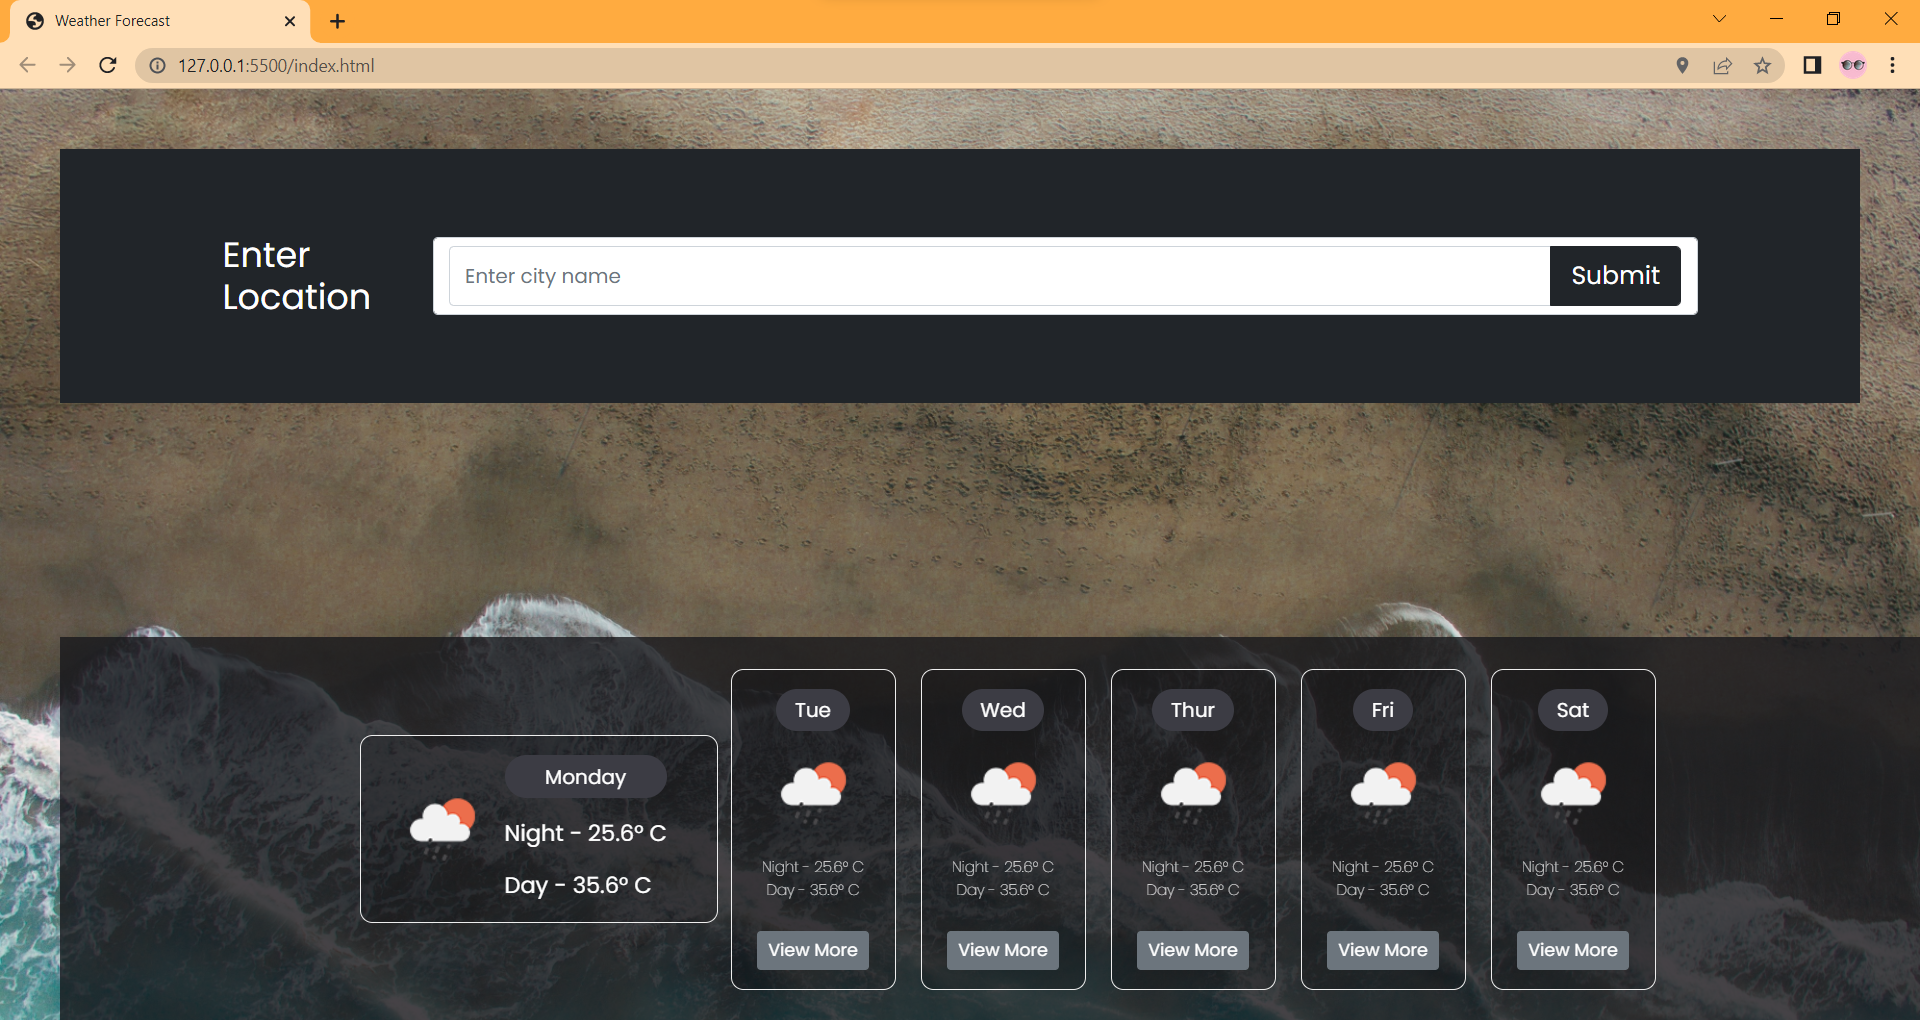 Weather Forecast
127.0.0.1:5500/index.html
Enter
Location
Enter city name
Submit
Monday
Night - 25.6° C
Day - 35.6° C
Tue
Night - 25.6° C
Day - 35.6° C
View More
Wed
Night - 25.6° C
Day - 35.6° C
View More
Thur
Night - 25.6° C
Day - 35.6° C
View More
Fri
Night - 25.6° C
Day - 35.6° C
View More
Sat
Night - 25.6° C
Day - 35.6° C
View More